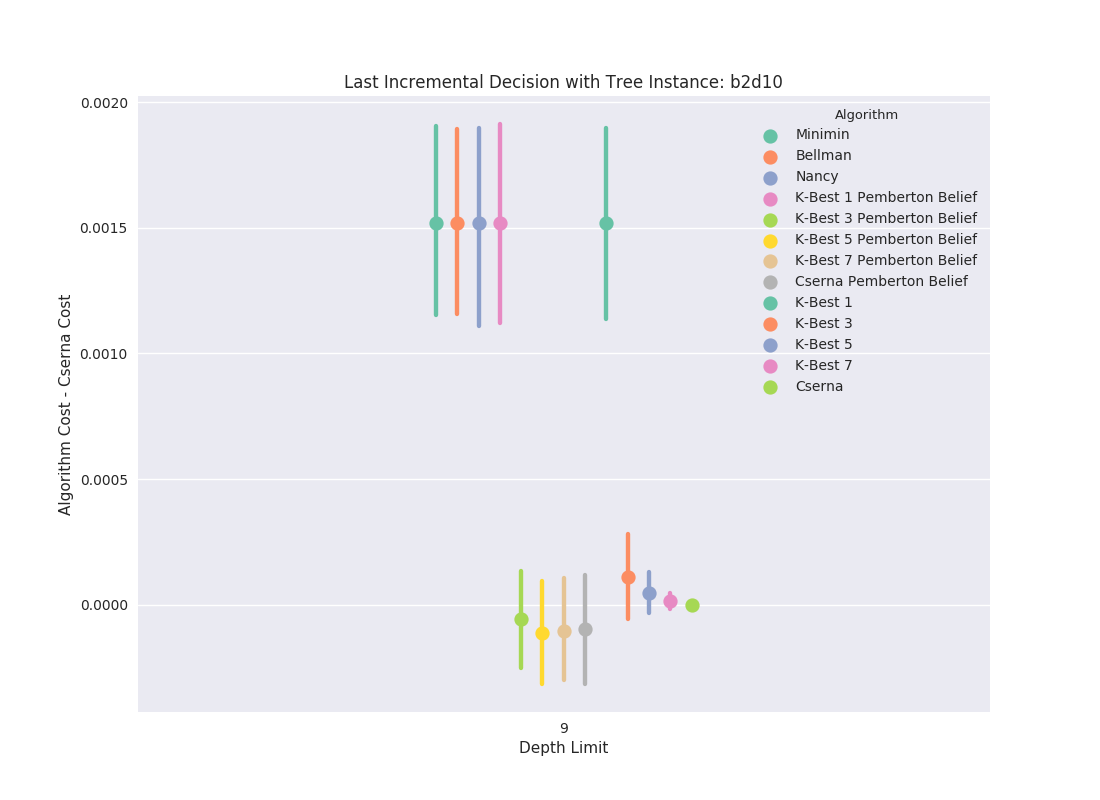 Last Incremental Decision with Tree Instance: b2d10
0.0020
0.0015
0.0010
0.0005
0.0000
Algorithm Cost - Cserna Cost
Algorithm
Minimin
Bellman
Nancy
K-Best 1 Pemberton Belief
K-Best 3 Pemberton Belief
K-Best 5 Pemberton Belief
K-Best 7 Pemberton Belief
Cserna Pemberton Belief
K-Best 1
K-Best 3
K-Best 5
K-Best 7
Cserna
9
Depth Limit